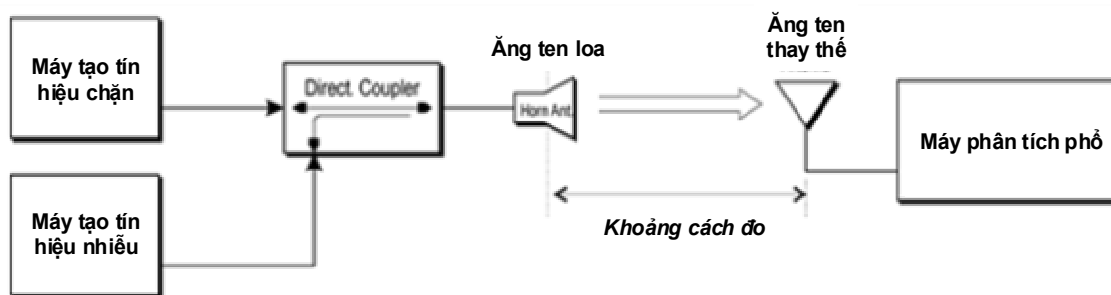 Máy tạo tín
hiệu chặn
Direct. Coupler
Ăng ten loa
Horn Ant.
Ăng ten
thay thế
Máy phân tích phổ
Máy tạo tín
hiệu nhiễu
Khoảng cách đo